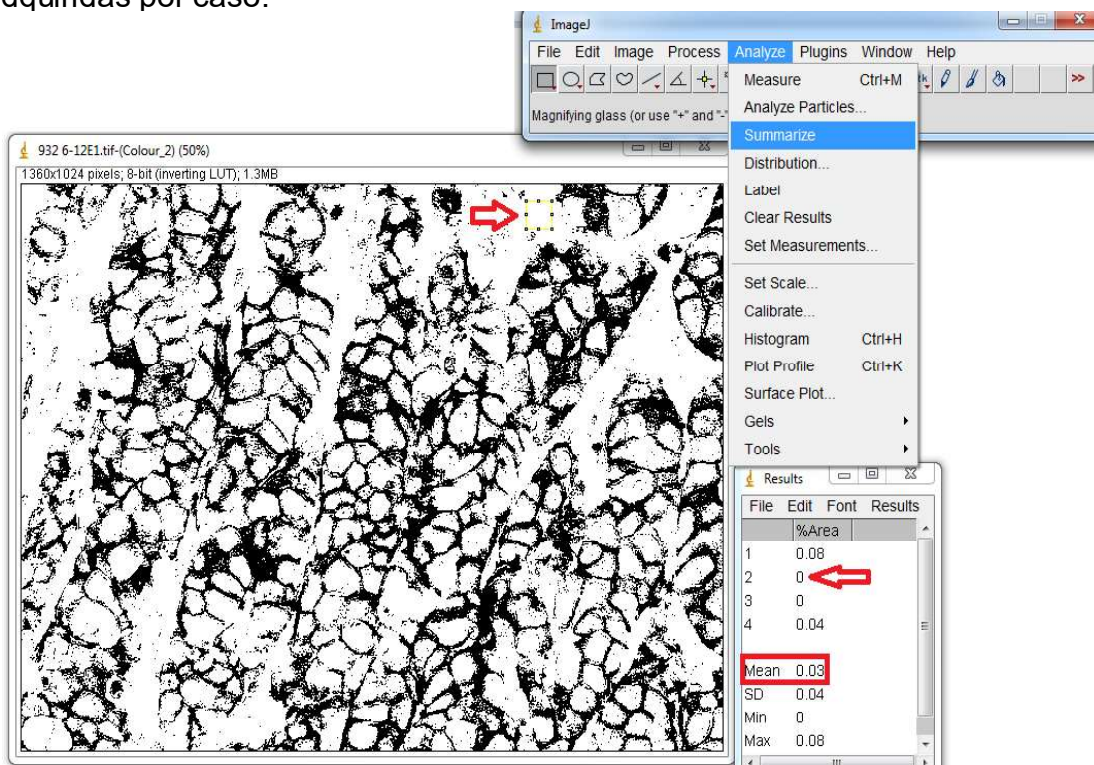 dquiridas por caso.
ImageJ
File Edit Image Process Analyze Plugins Window Help
Magnifying glass (or use "+" and "-"
Measure Ctrl+M
Analyze Particles...
Summarize
Distribution...
Label
Clear Results
Set Measurements...
Set Scale...
Calibrate...
Histogram Ctrl+H
Plot Profile Ctrl+K
Surface Plot...
Gels
Tools
932 6-12E1.tif-(Colour_2) (50%)
1360x1024 pixels; 8-bit (inverting LUT); 1.3MB
Results
File Edit Font Results
%Area
1 0.08
2 0
3 0
4 0.04
Mean 0.03
SD 0.04
Min 0
Max 0.08